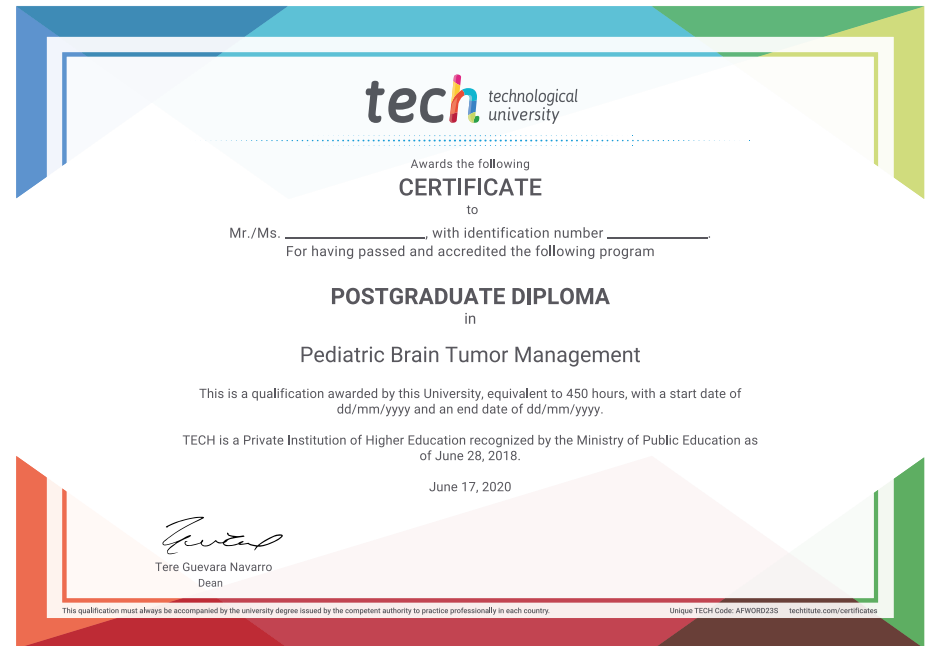 tech technological
university
Awards the following
CERTIFICATE
to
Mr./Ms. ____________________, with identification number ______________.
For having passed and accredited the following program
POSTGRADUATE DIPLOMA
in
Pediatric Brain Tumor Management
This is a qualification awarded by this University, equivalent to 450 hours, with a start date of
dd/mm/yyyy and an end date of dd/mm/yyyy.
TECH is a Private Institution of Higher Education recognized by the Ministry of Public Education as
of June 28, 2018.
June 17, 2020
Tere Guevara Navarro
Dean
This qualification must always be accompanied by the university degree issued by the competent authority to practice professionally in each country.
Unique TECH Code: AFWORD23S techtitute.com/certificates